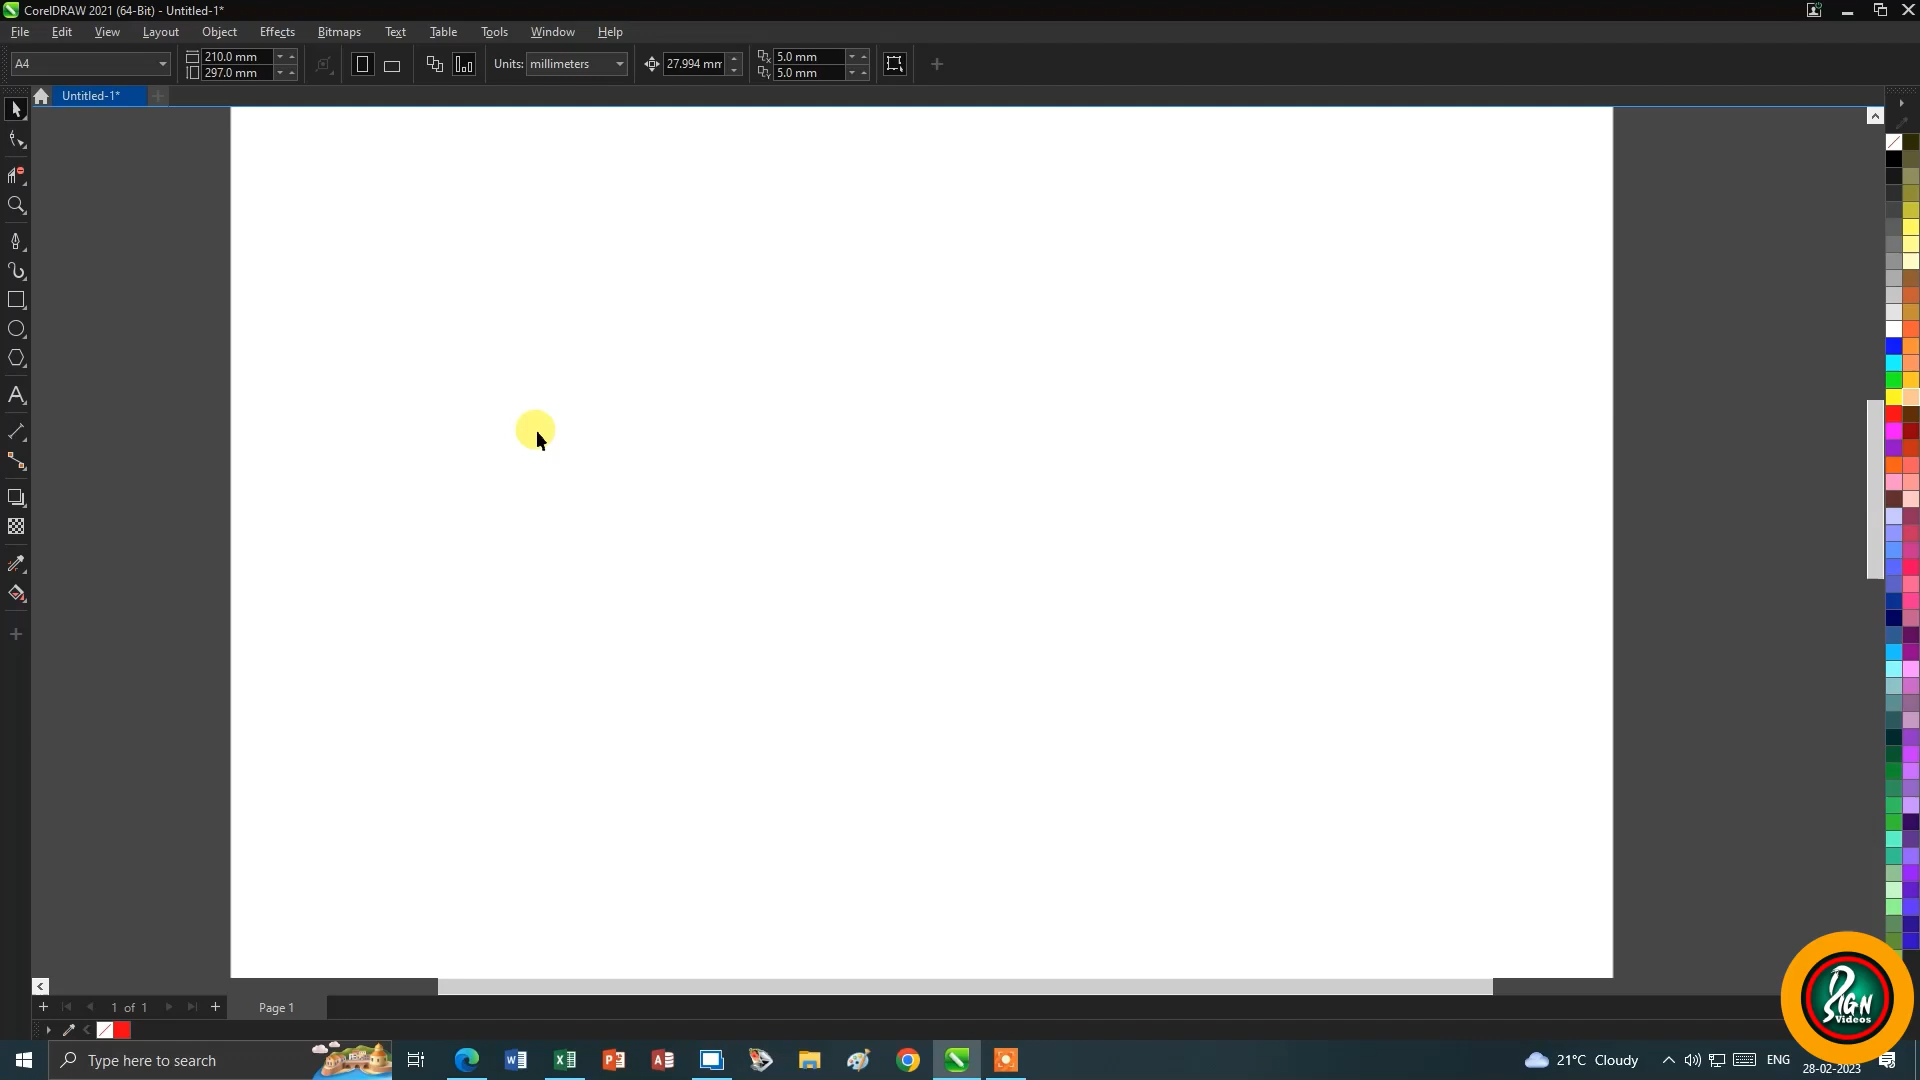 CorelDRAW 2021 (64-Bit) - Untitled-1*
File Edit View Layout Object Effects Bitmaps Text Table Tools Window Help
A4
210.0 mm
297.0 mm
Units: millimeters
27.994 mm
5.0 mm
5.0 mm
Untitled-1*
1 of 1
Page 1
Type here to search
21°C Cloudy
ENG
28-02-2023
DSIGN
Videos